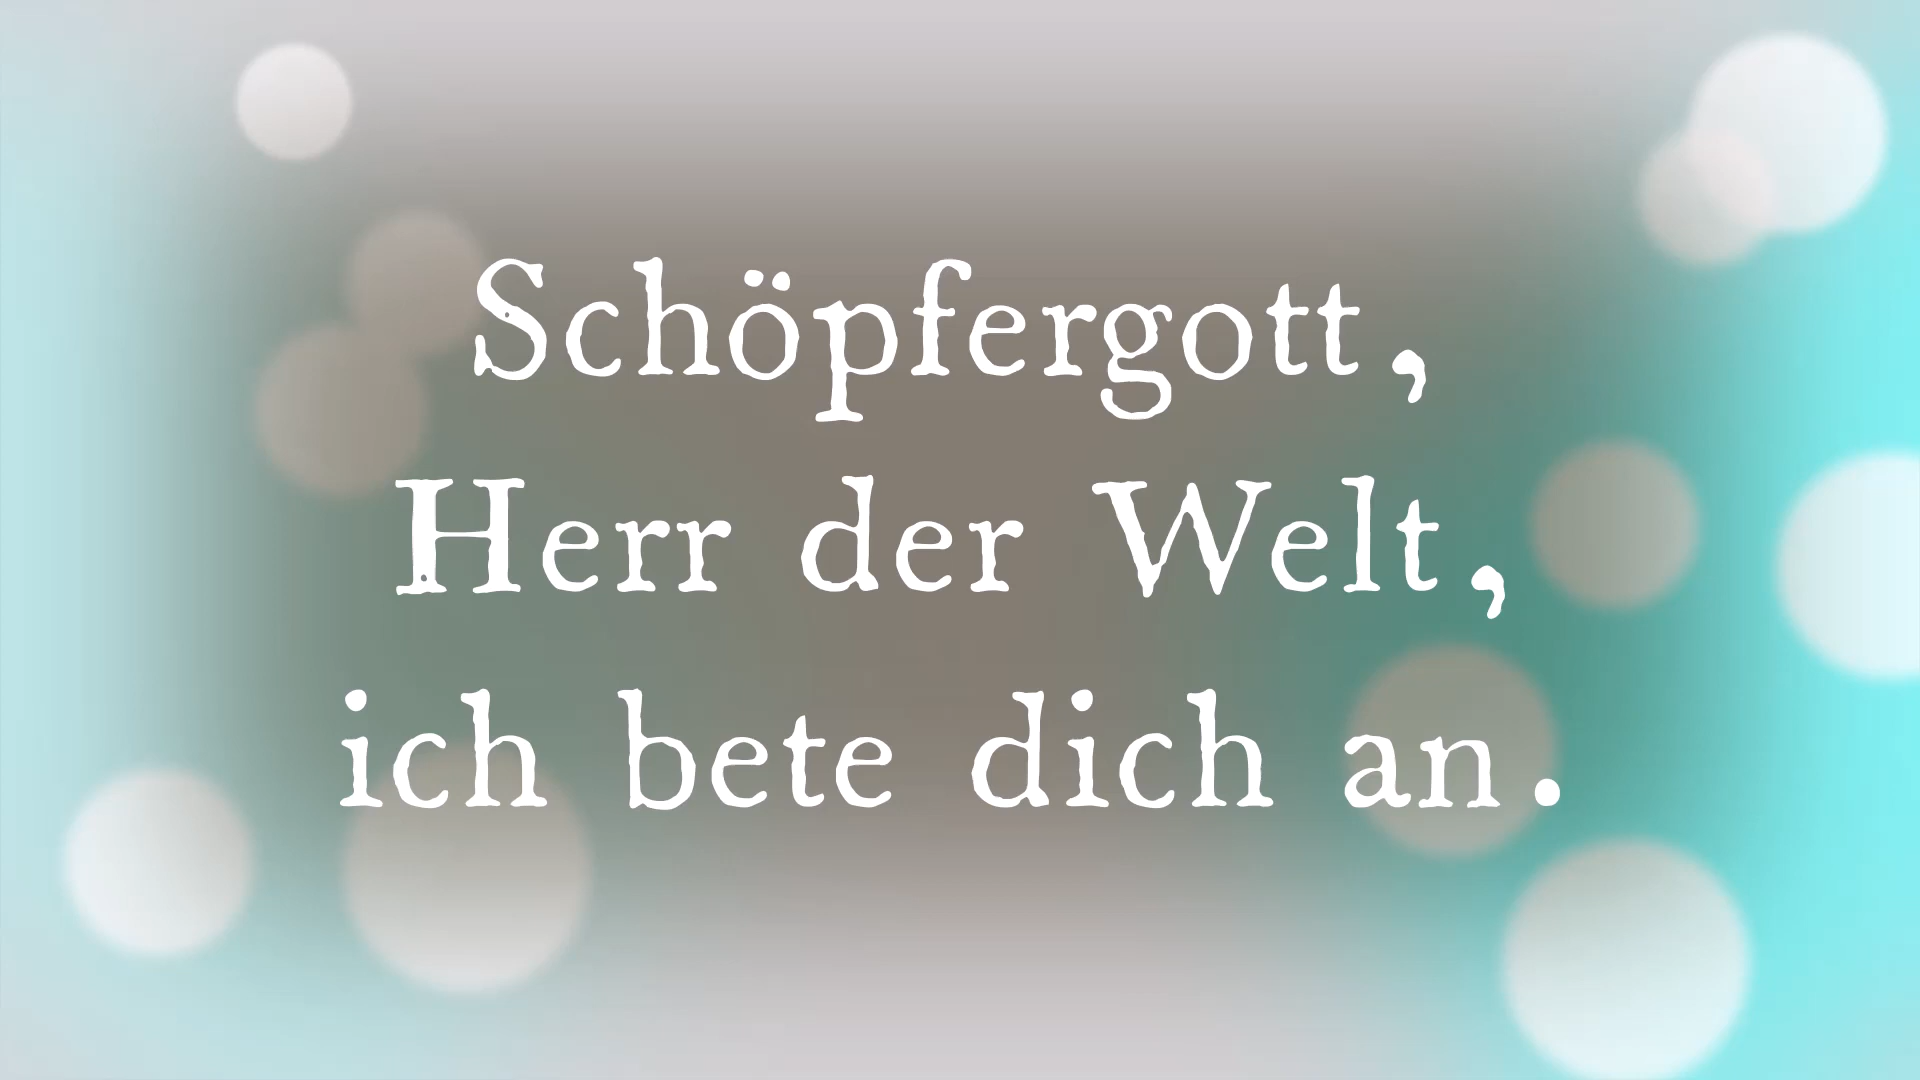 Schöpfergott,
Herr der Welt,
ich bete dich an.